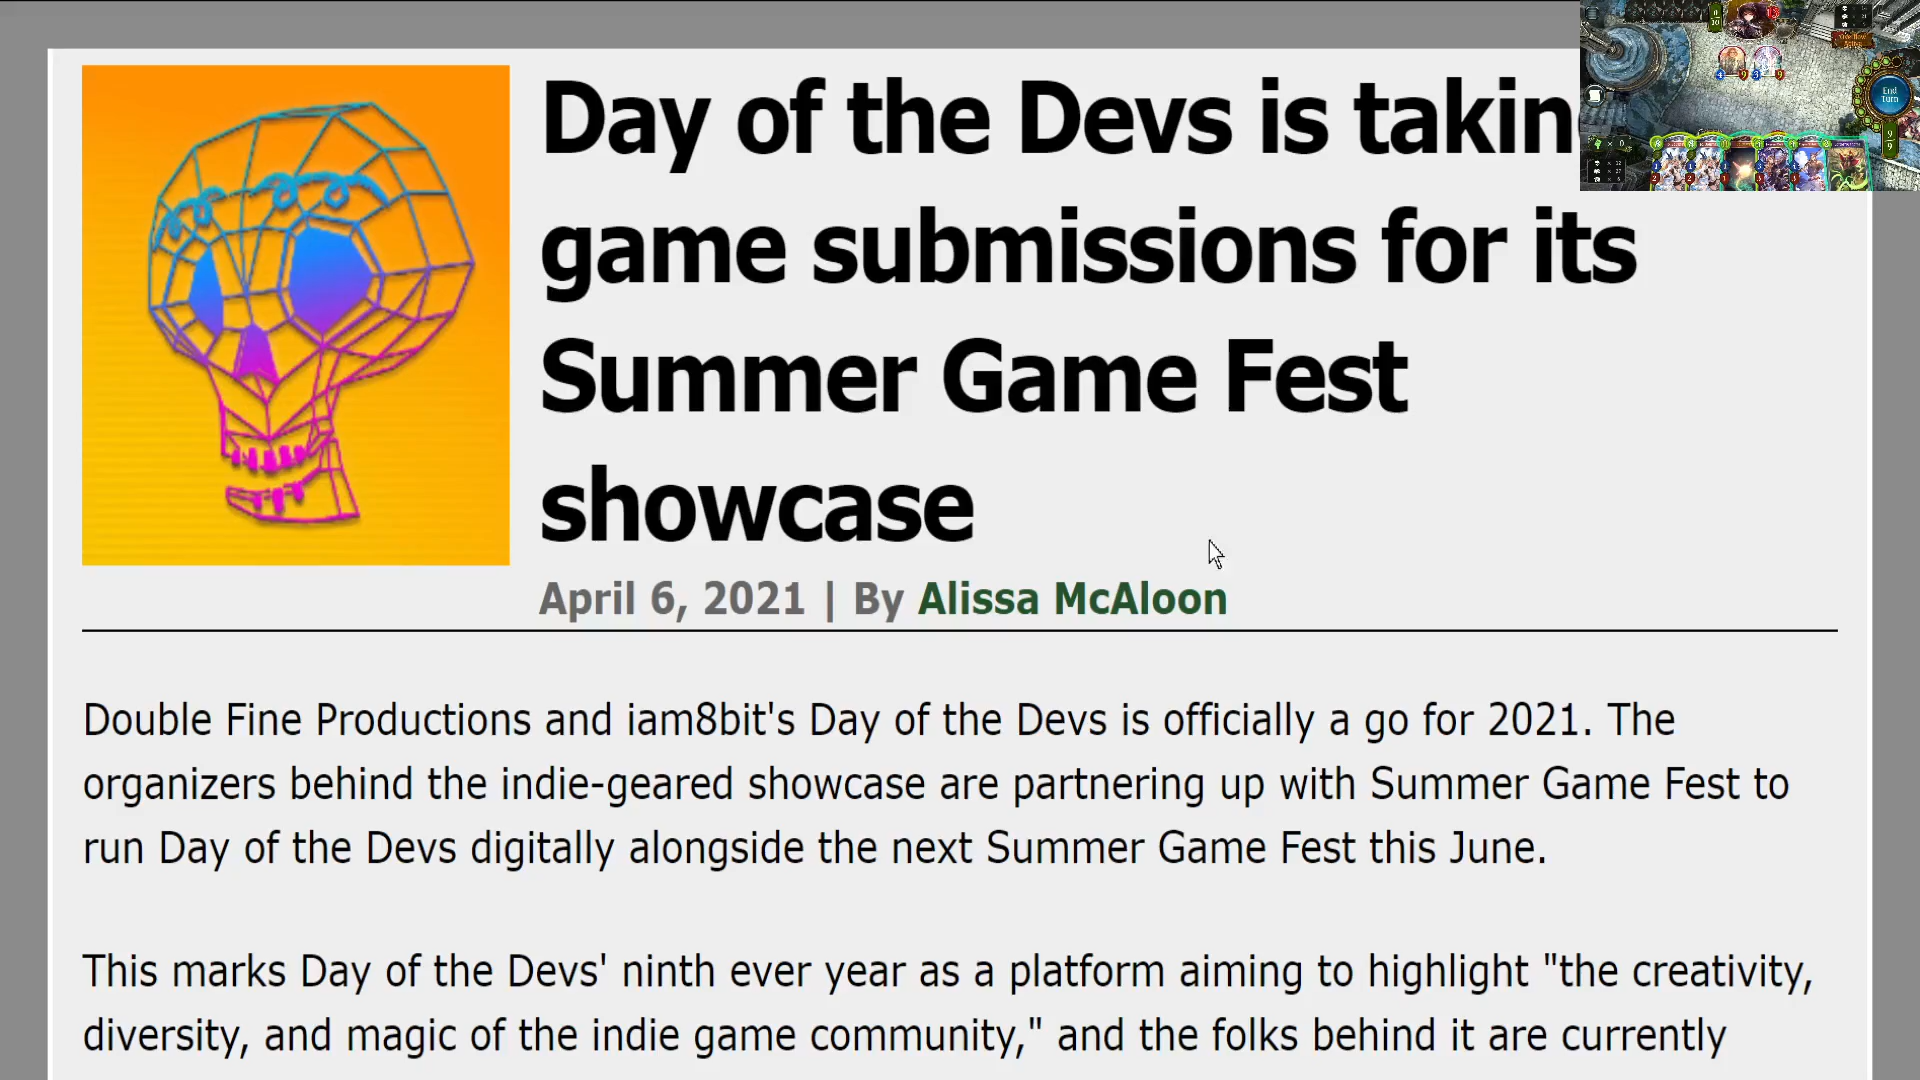 Day of the Devs is takin
game submissions for its
Summer Game Fest
showcase
April 6, 2021 | By Alissa McAloon
Double Fine Productions and iam8bit's Day of the Devs is officially a go for 2021. The
organizers behind the indie-geared showcase are partnering up with Summer Game Fest to
run Day of the Devs digitally alongside the next Summer Game Fest this June.
This marks Day of the Devs' ninth ever year as a platform aiming to highlight "the creativity,
diversity, and magic of the indie game community," and the folks behind it are currently
End
Turn